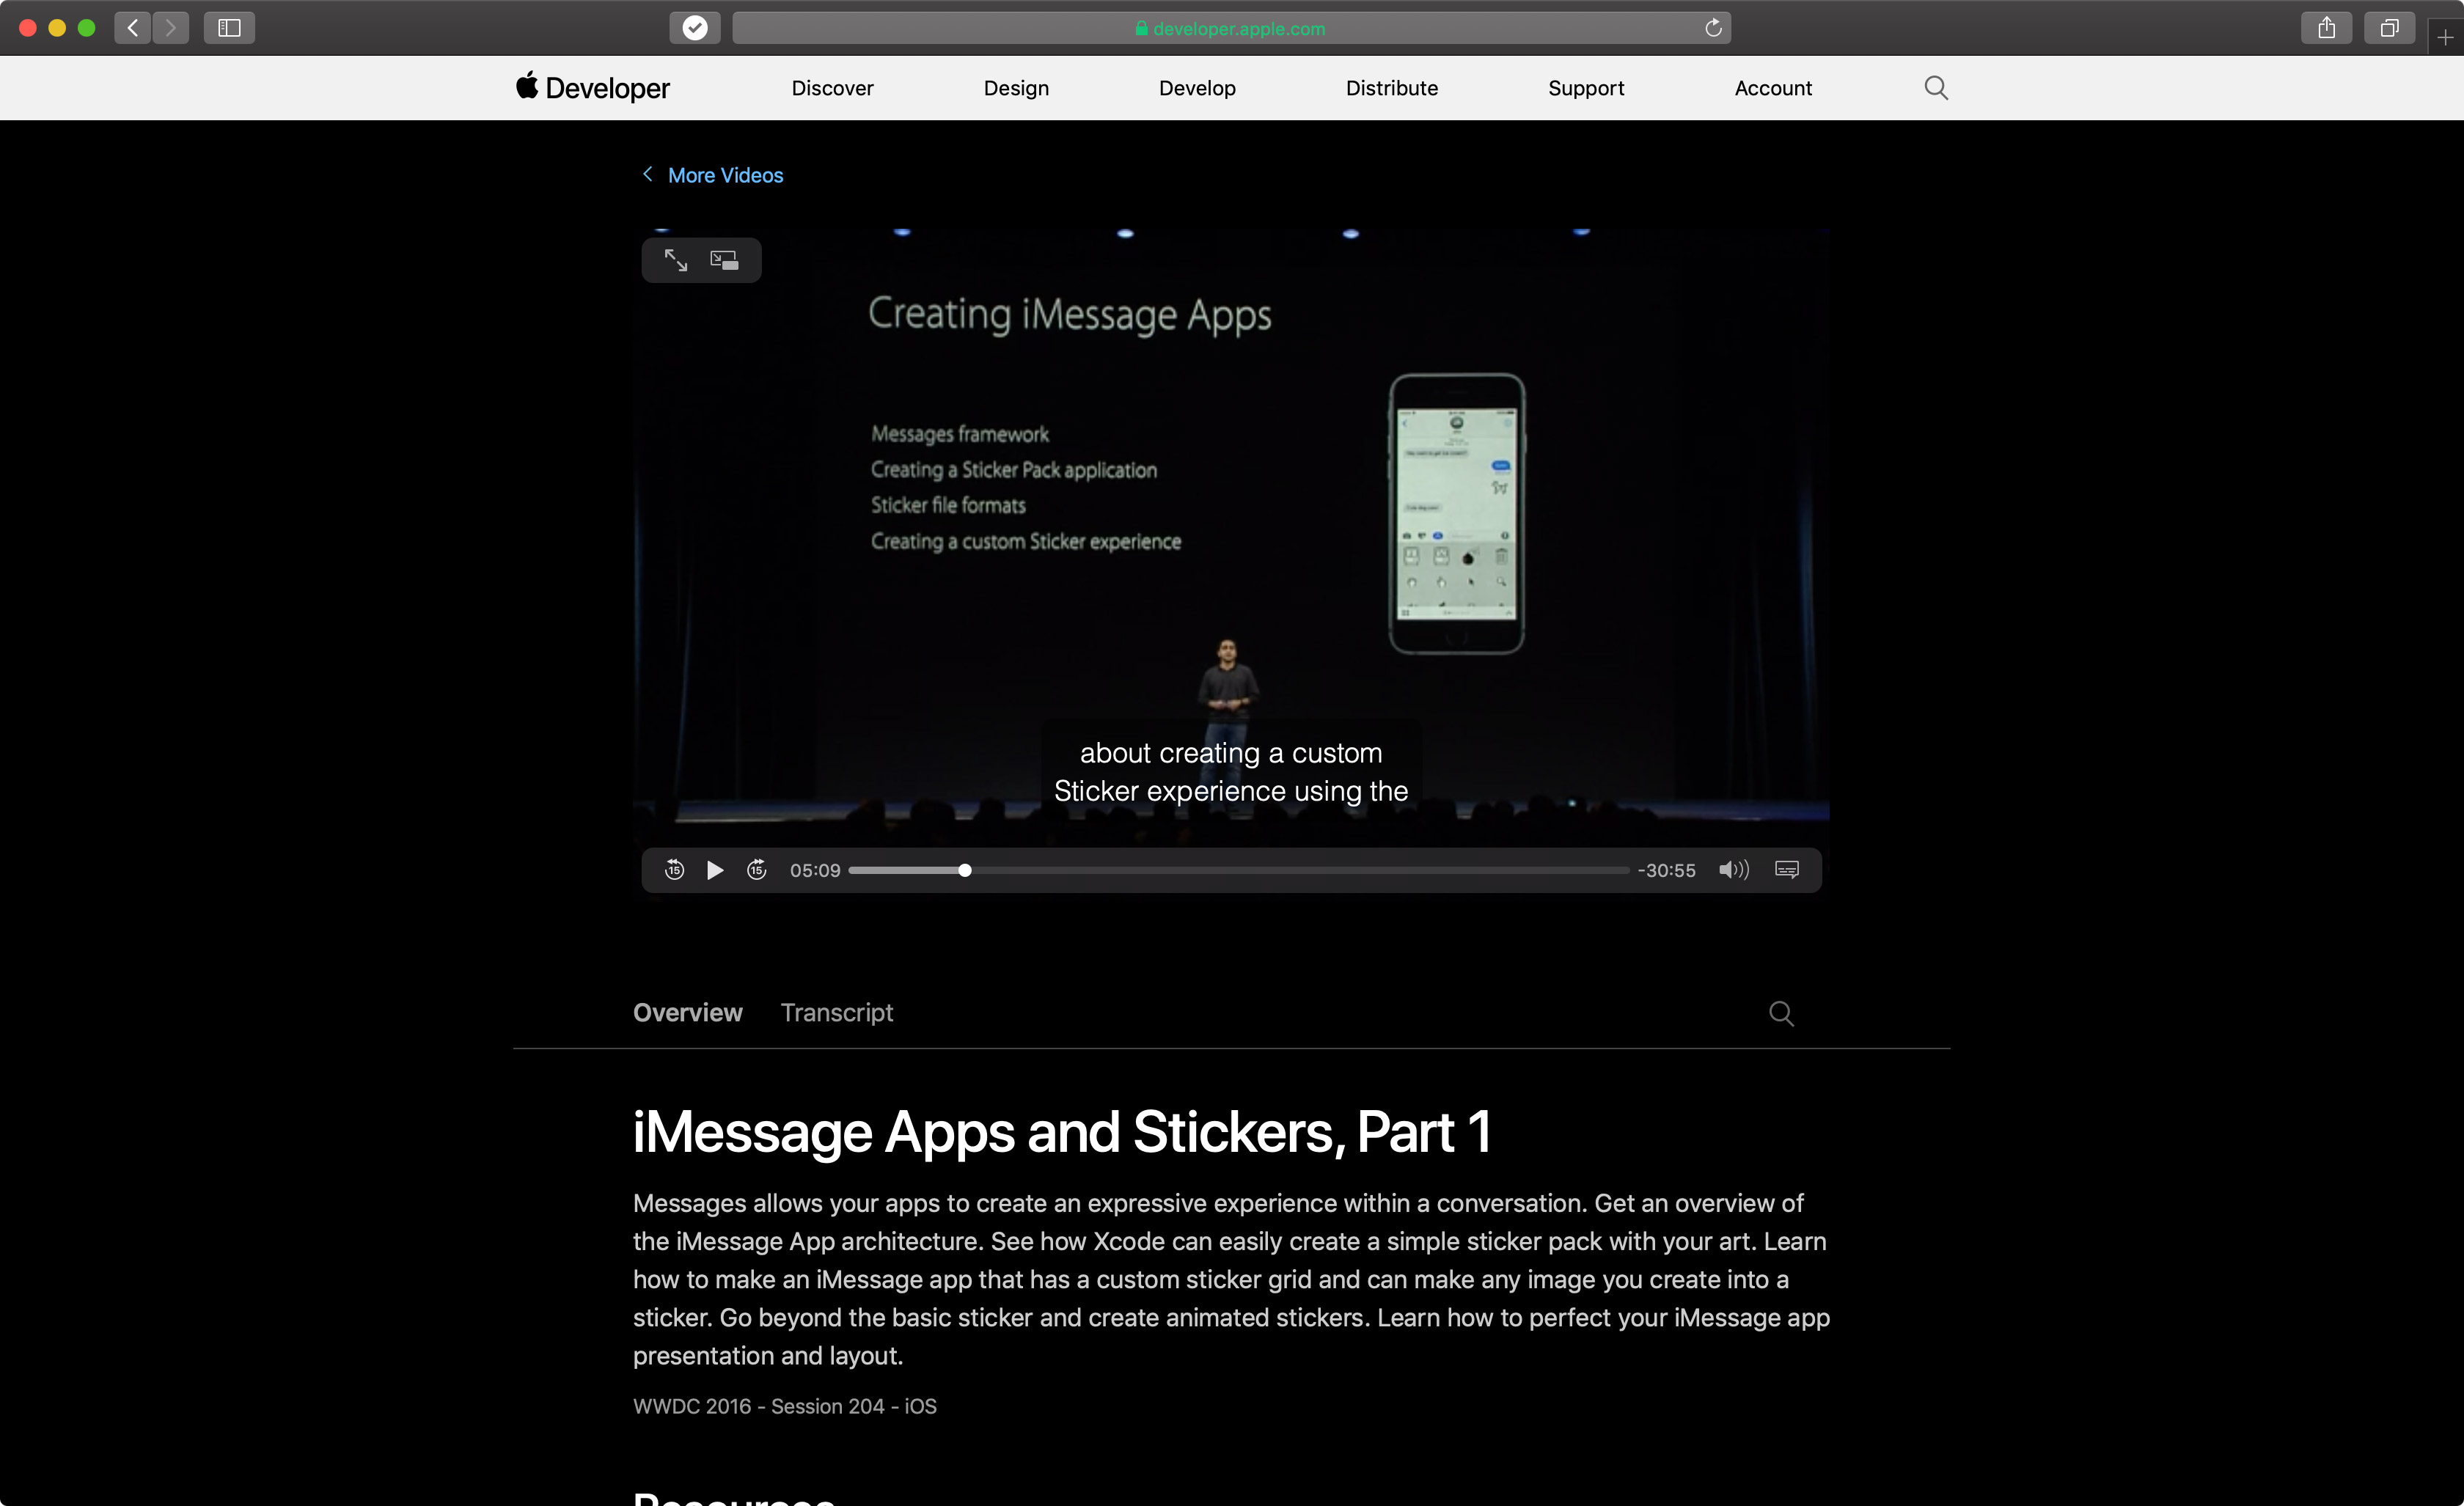 developer.apple.com
Developer
Discover
Design
Develop
Distribute
Support
Account
More Videos
Creating iMessage Apps
Messages framework
Creating a Sticker Pack application
Sticker file formats
Creating a custom Sticker experience
about creating a custom
Sticker experience using the
15
15
05:09
-30:55
Overview
Transcript
iMessage Apps and Stickers, Part 1
Messages allows your apps to create an expressive experience within a conversation. Get an overview of
the iMessage App architecture. See how Xcode can easily create a simple sticker pack with your art. Learn
how to make an iMessage app that has a custom sticker grid and can make any image you create into a
sticker. Go beyond the basic sticker and create animated stickers. Learn how to perfect your iMessage app
presentation and layout.
WWDC 2016 - Session 204 - iOS
Resources